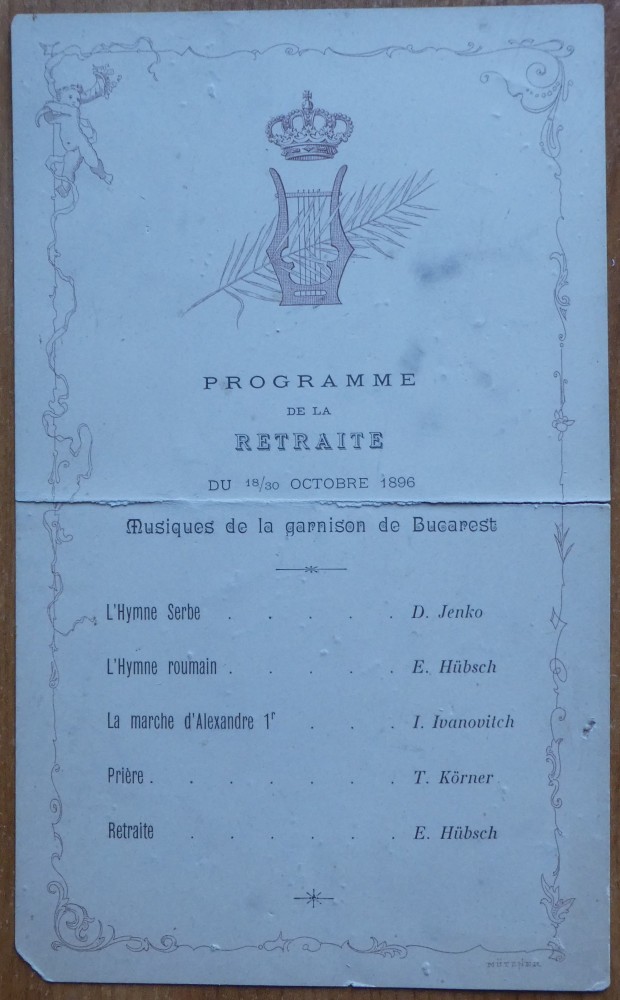 PROGRAMME
DE LA
RETRAITE
DU 18/30 OCTOBRE 1896
Musiques de la garnison de Bucarest
L'Hymne Serbe . . . . . D. Jenko
L'Hymne roumain . . . . . E. Hübsch
La marche d'Alexandre 1r . . . I. Ivanovitch
Prière . . . . . . . T. Körner
Retraite . . . . . . E. Hübsch